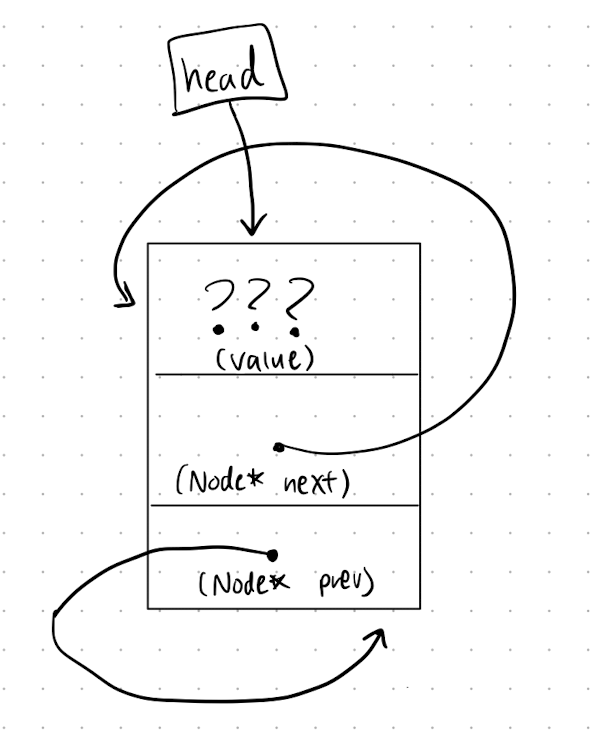 head
???
(value)
(Node* next)
(Node* prev)